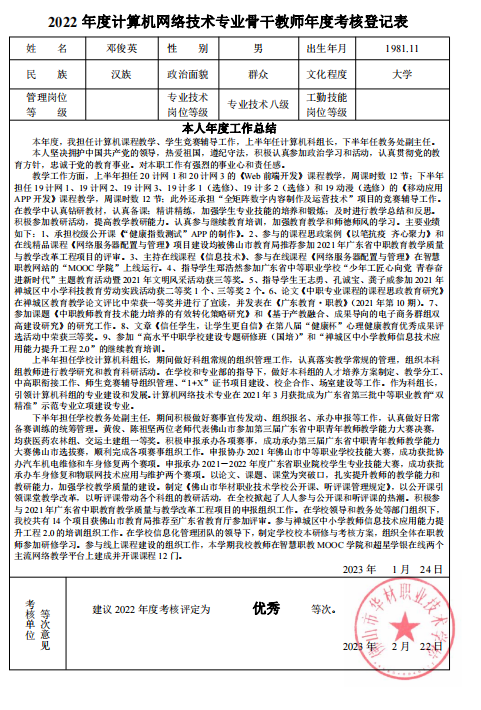 2022 年度计算机网络技术专业骨干教师年度考核登记表
姓 名 邓俊英 性 别 男 出生年月 1981.11
民 族 汉族 政治面貌 群众 文化程度 大学
管理岗位等 级 专业技术岗位等级 专业技术八级 工勤技能岗位等级
本人年度工作总结
本年度，我担任计算机课程教学、学生竞赛辅导工作，上半年任计算机科组长，下半年任教务处副主任。
本人坚决拥护中国共产党的领导，热爱祖国，遵纪守法，积极认真参加政治学习和活动，认真贯彻党的教
育方针，忠诚于党的教育事业。对本职工作有强烈的事业心和责任感。
教学工作方面，上半年担任 20 计网 1 和 20 计网 3 的《Web 前端开发》课程教学，周课时数 12 节；下半年
担任 19 计网 1、19 计网 2、19 计网 3、19 计多 1（选修）、19 计多 2（选修）和 19 动漫（选修）的《移动应用
APP 开发》课程教学，周课时数 12 节；此外还承担“全矩阵数字内容制作及运营技术”项目的竞赛辅导工作。
在教学中认真钻研教材，认真备课；精讲精练，加强学生专业技能的培养和锻炼；及时进行教学总结和反思。
积极参加教研活动，提高教学教研能力。认真参与继续教育培训，加强教育教学和师德师风的学习。主要业绩
如下：1、承担校级公开课《“健康指数测试”APP 的制作》。2、参与的课程思政案例《以笔抗疫 齐心聚力》和
在线精品课程《网络服务器配置与管理》项目建设均被佛山市教育局推荐参加 2021 年广东省中职教育教学质量
与教学改革工程项目的评审。3、主持在线课程《信息技术》、参与在线课程《网络服务器配置与管理》在智慧
职教网站的“MOOC 学院”上线运行。4、指导学生郑浩然参加广东省中等职业学校“少年工匠心向党 青春奋
进新时代”主题教育活动暨 2021 年文明风采活动获三等奖。5、指导学生王志勇、孔诚宝、龚子威参加 2021 年
禅城区中小学科技教育劳动实践活动获二等奖 1 个、三等奖 2 个。6、论文《中职专业课程的课程思政教育研究》
在禅城区教育教学论文评比中荣获一等奖并进行了宣读，并发表在《广东教育·职教》（2021 年第 10 期）。7、
参加课题《中职教师教育技术能力培养的有效转化策略研究》和《基于产教融合、成果导向的电子商务群组双
高建设研究》的研究工作。8、文章《信任学生，让学生更自信》在第八届“健康杯”心理健康教育优秀成果评
选活动中荣获三等奖。9、参加“高水平中职学校建设专题研修班（国培）”和“禅城区中小学教师信息技术应
用能力提升工程 2.0”的继续教育培训。
上半年担任学校计算机科组长，期间做好科组常规的组织管理工作，认真落实教学常规的管理，组织本科
组教师进行教学研究和教育科研活动。在学校和专业部的指导下，做好本科组的人才培养方案制定、教学分工、
中高职衔接工作、师生竞赛辅导组织管理、“1+X”证书项目建设、校企合作、场室建设等工作。作为科组长，
引领计算机科组的专业建设和发展。计算机网络技术专业在 2021 年 3 月获批成为广东省第三批中等职业教育“双
精准”示范专业立项建设专业。
下半年担任学校教务处副主任，期间积极做好赛事宣传发动、组织报名、承办申报等工作，认真做好日常
备赛训练的统筹管理。黄俊、陈祖坚两位老师代表佛山市参加第三届广东省中职青年教师教学能力大赛决赛，
均获医药农林组、交运土建组一等奖。积极申报承办各项赛事，成功承办第三届广东省中职青年教师教学能力
大赛佛山市选拔赛，顺利完成各项赛事组织工作。申报协办 2021 年佛山市中等职业学校技能大赛，成功获批协
办汽车机电维修和车身修复两个赛项。申报承办 2021－2022 年度广东省职业院校学生专业技能大赛，成功获批
承办车身修复和物联网技术应用与维护两个赛项。以论文、课题、课堂为突破口，扎实提升教师的教学能力和
教研能力，加强学校教学质量的建设。制定《佛山市华材职业技术学校公开课、听评课管理规定》，以公开课引
领课堂教学改革，以听评课带动各个科组的教研活动，在全校掀起了人人参与公开课和听评课的热潮。积极参
与 2021 年广东省中职教育教学质量与教学改革工程项目的申报组织工作。在学校领导和教务处等部门组织下，
我校共有 14 个项目获佛山市教育局推荐至广东省教育厅参加评审。参与禅城区中小学教师信息技术应用能力提
升工程 2.0 的培训组织工作。在学校信息化管理团队的领导下，制定学校校本研修与考核方案，组织全体在职教
师参加研修学习。参与线上课程建设的组织工作，本学期我校教师在智慧职教 MOOC 学院和超星学银在线两个
主流网络教学平台上建成并开课课程 12 门。
2023 年 1 月 24 日
考核单位等次意见
建议 2022 年度考核评定为 优秀 等次。
佛山市华材职业技术学校
2023 年 2 月 22 日